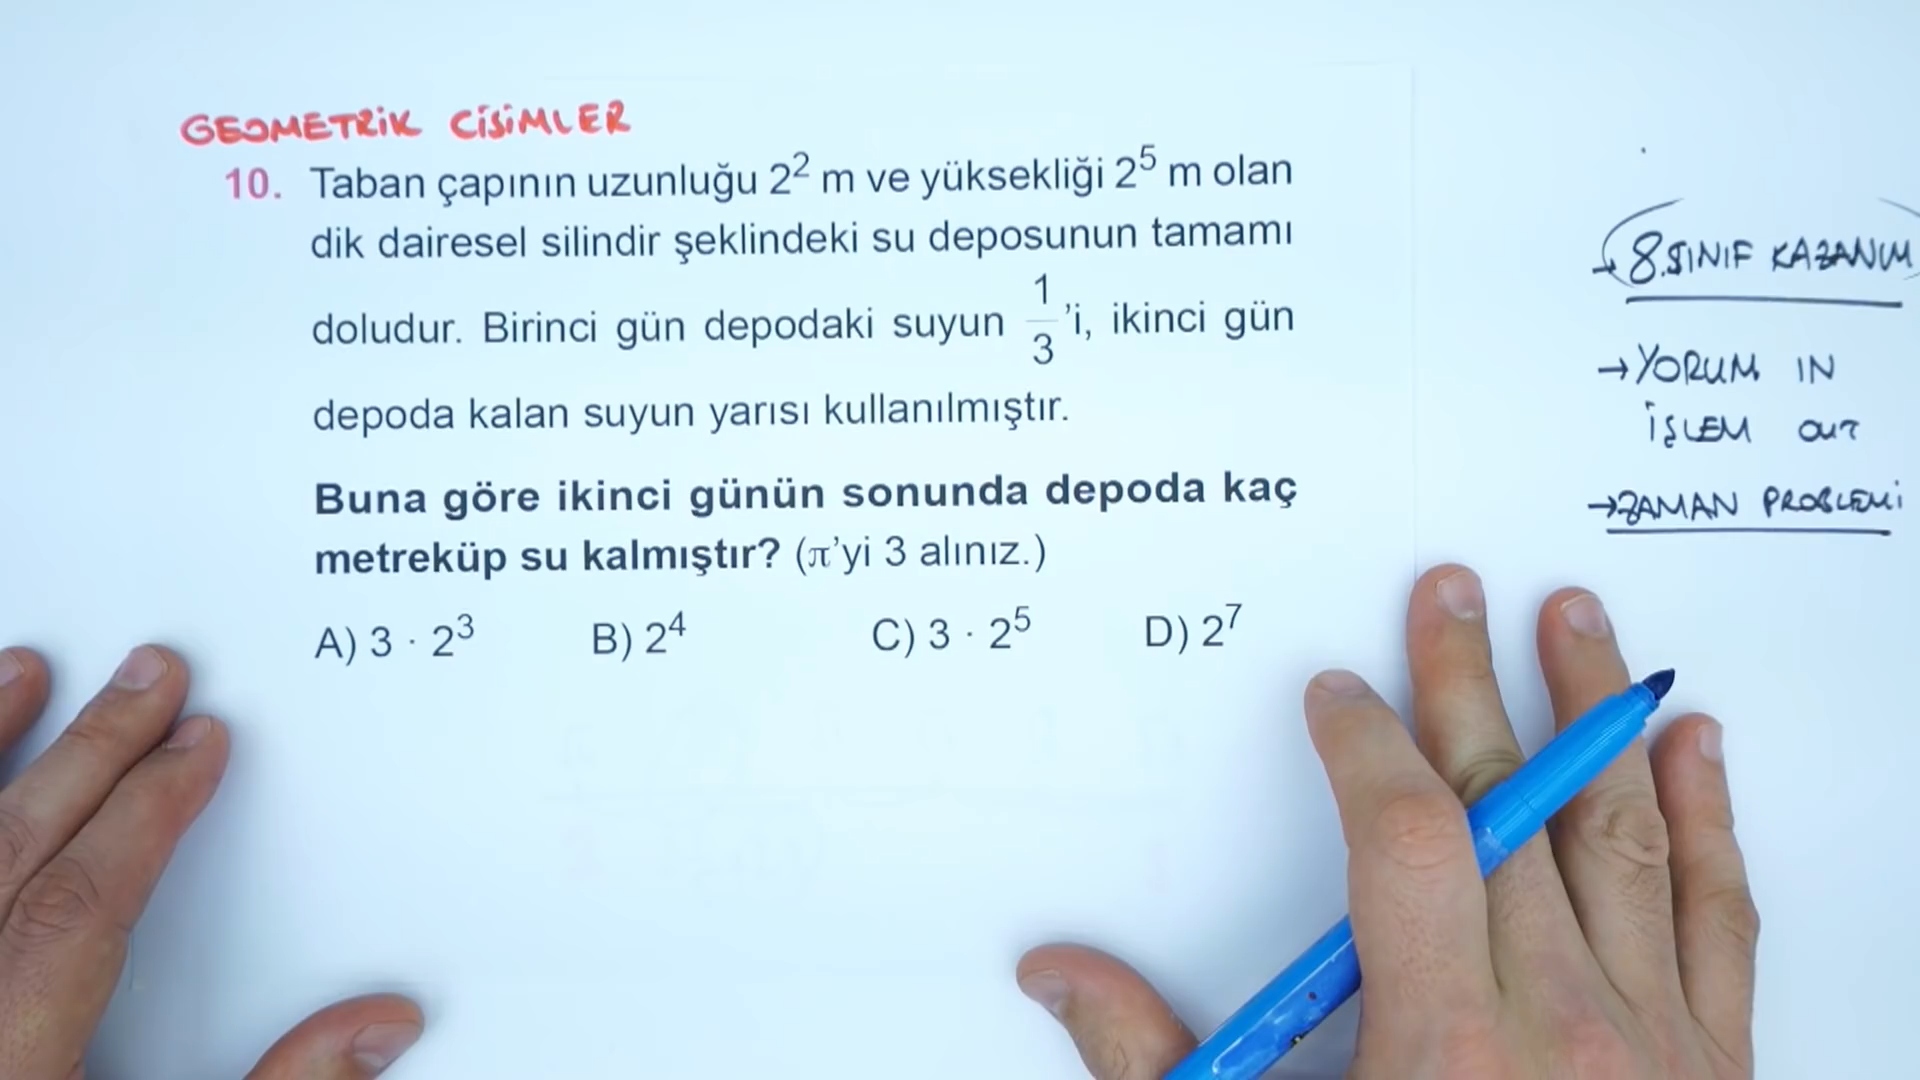 GEOMETRİK CİSİMLER
10. Taban çapının uzunluğu 2² m ve yüksekliği 2⁵ m olan
dik dairesel silindir şeklindeki su deposunun tamamı
doludur. Birinci gün depodaki suyun 1/3 'i, ikinci gün
depoda kalan suyun yarısı kullanılmıştır.
Buna göre ikinci günün sonunda depoda kaç
metreküp su kalmıştır? (π'yi 3 alınız.)
A) 3 · 2³ B) 2⁴ C) 3 · 2⁵ D) 2⁷
→ 8.SINIF KAZANIM
→ YORUM IN
İŞLEM OUT
→ ZAMAN PROBLEMİ